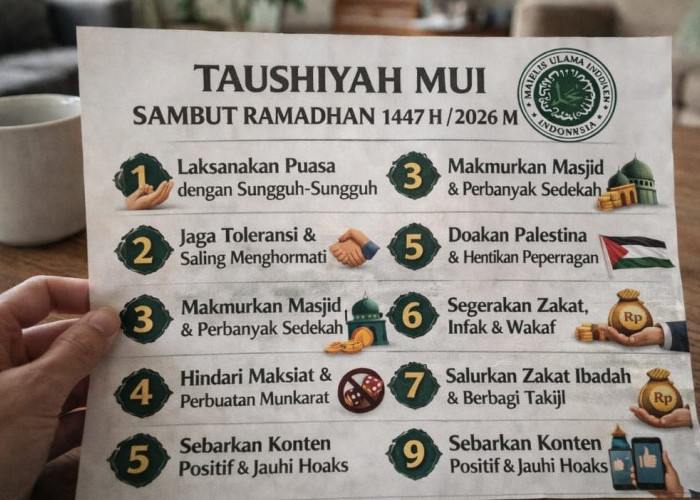 TAUSHIYAH MUI
SAMBUT RAMADHAN 1447 H / 2026 M
MAJELIS ULAMA
INDONESIA
1
Laksanakan Puasa
dengan Sungguh-Sungguh
2
Jaga Toleransi &
Saling Menghormati
3
Makmurkan Masjid
& Perbanyak Sedekah
4
Hindari Maksiat &
Perbuatan Munkarat
5
Sebarkan Konten
Positif & Jauhi Hoaks
3
Makmurkan Masjid
& Perbanyak Sedekah
5
Doakan Palestina
& Hentikan Peperragan
6
Segerakan Zakat,
Infak & Wakaf
Rp
7
Salurkan Zakat Ibadah
& Berbagi Takijl
Rp
9
Sebarkan Konten
Positif & Jauhi Hoaks